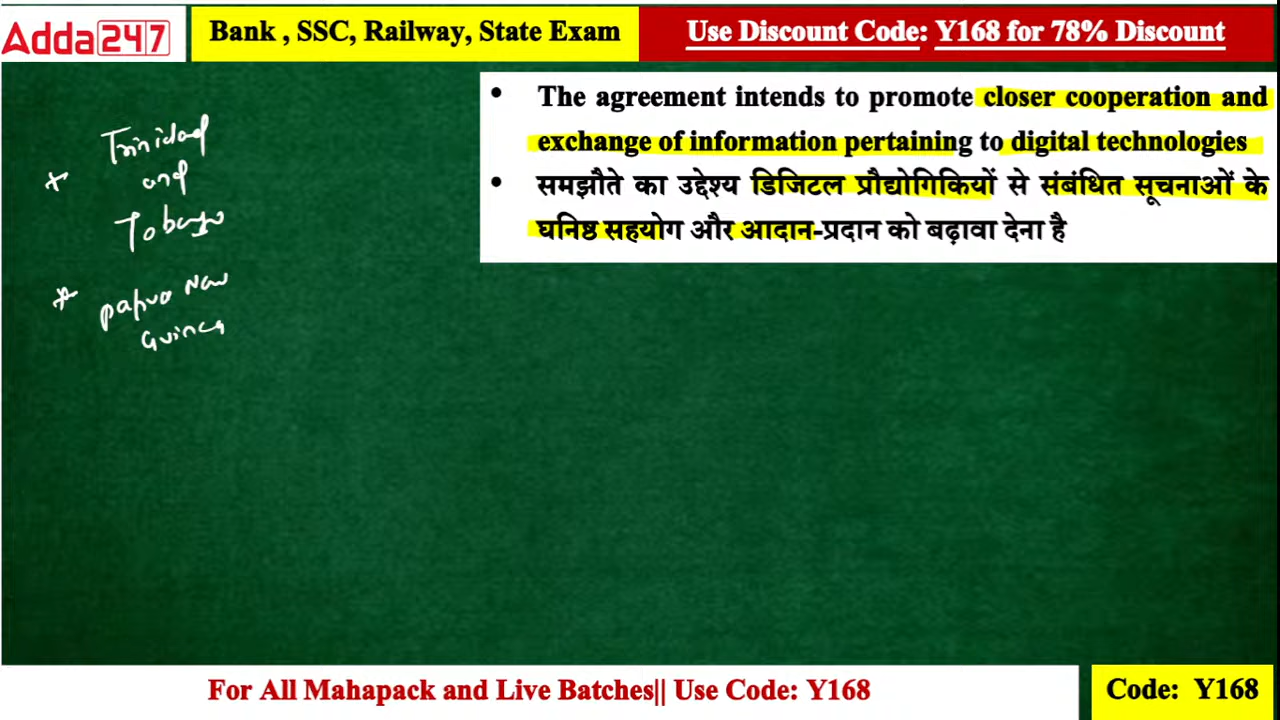 Adda247
Bank , SSC, Railway, State Exam
Use Discount Code: Y168 for 78% Discount
• The agreement intends to promote closer cooperation and
exchange of information pertaining to digital technologies
• समझौते का उद्देश्य डिजिटल प्रौद्योगिकियों से संबंधित सूचनाओं के
घनिष्ठ सहयोग और आदान-प्रदान को बढ़ावा देना है
* Trinidad
and
Tobago
* Papua New
Guinea
For All Mahapack and Live Batches|| Use Code: Y168
Code: Y168